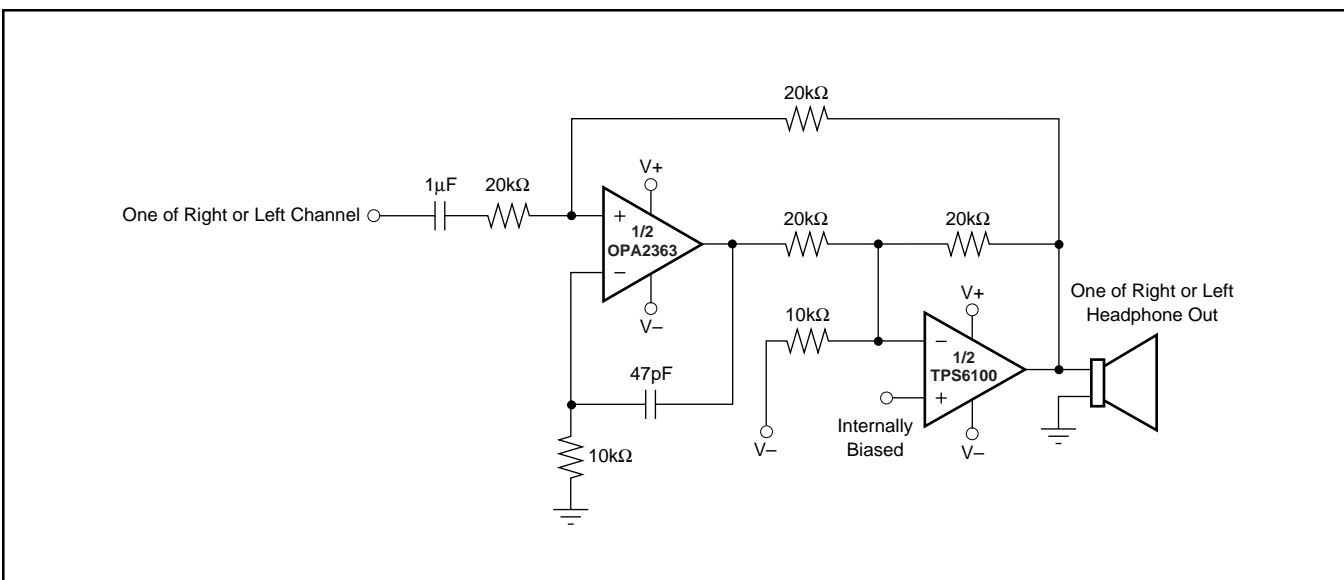 20kΩ
V+
1μF
20kΩ
One of Right or Left Channel
+
1/2
OPA2363
−
V–
20kΩ
20kΩ
10kΩ
V–
47pF
10kΩ
V+
−
1/2
TPS6100
+
Internally
Biased
V–
One of Right or Left
Headphone Out